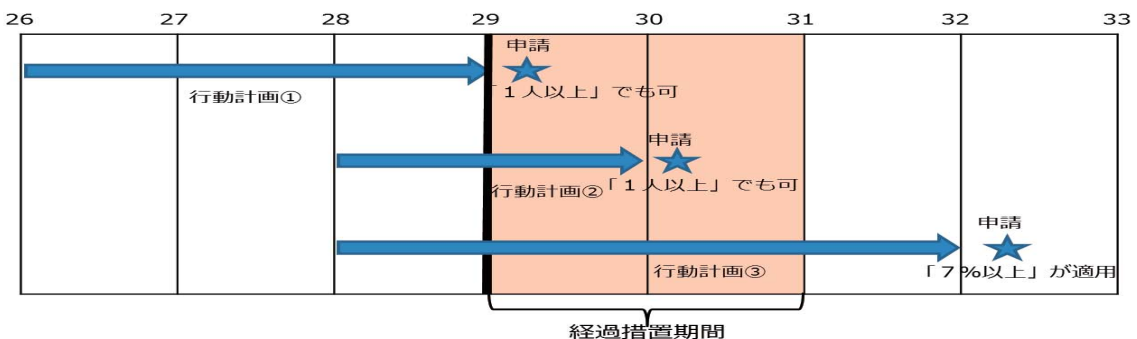 26 27 28 29 30 31 32 33
申請
「１人以上」でも可
行動計画①
申請
「１人以上」でも可
行動計画②
申請
「７％以上」が適用
行動計画③
経過措置期間